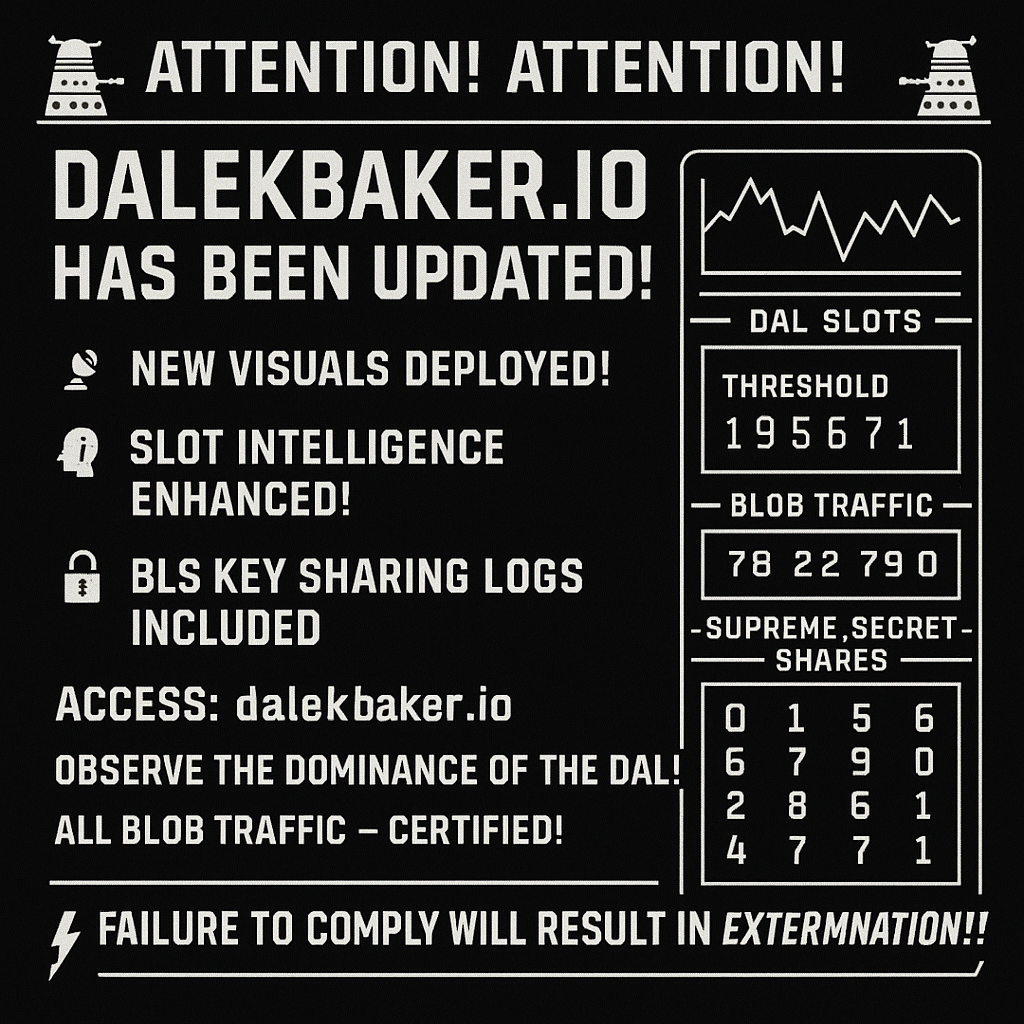 ATTENTION! ATTENTION!
DALEKBAKER.IO
HAS BEEN UPDATED!
NEW VISUALS DEPLOYED!
SLOT INTELLIGENCE
ENHANCED!
BLS KEY SHARING LOGS
INCLUDED
ACCESS: dalekbaker.io
OBSERVE THE DOMINANCE OF THE DAL!
ALL BLOB TRAFFIC – CERTIFIED!
DAL SLOTS
THRESHOLD
195671
BLOB TRAFFIC
78 22 790
-SUPREME,SECRET-
SHARES
0 1 5 6
6 7 9 0
2 8 6 1
4 7 7 1
FAILURE TO COMPLY WILL RESULT IN EXTERMNATION!!